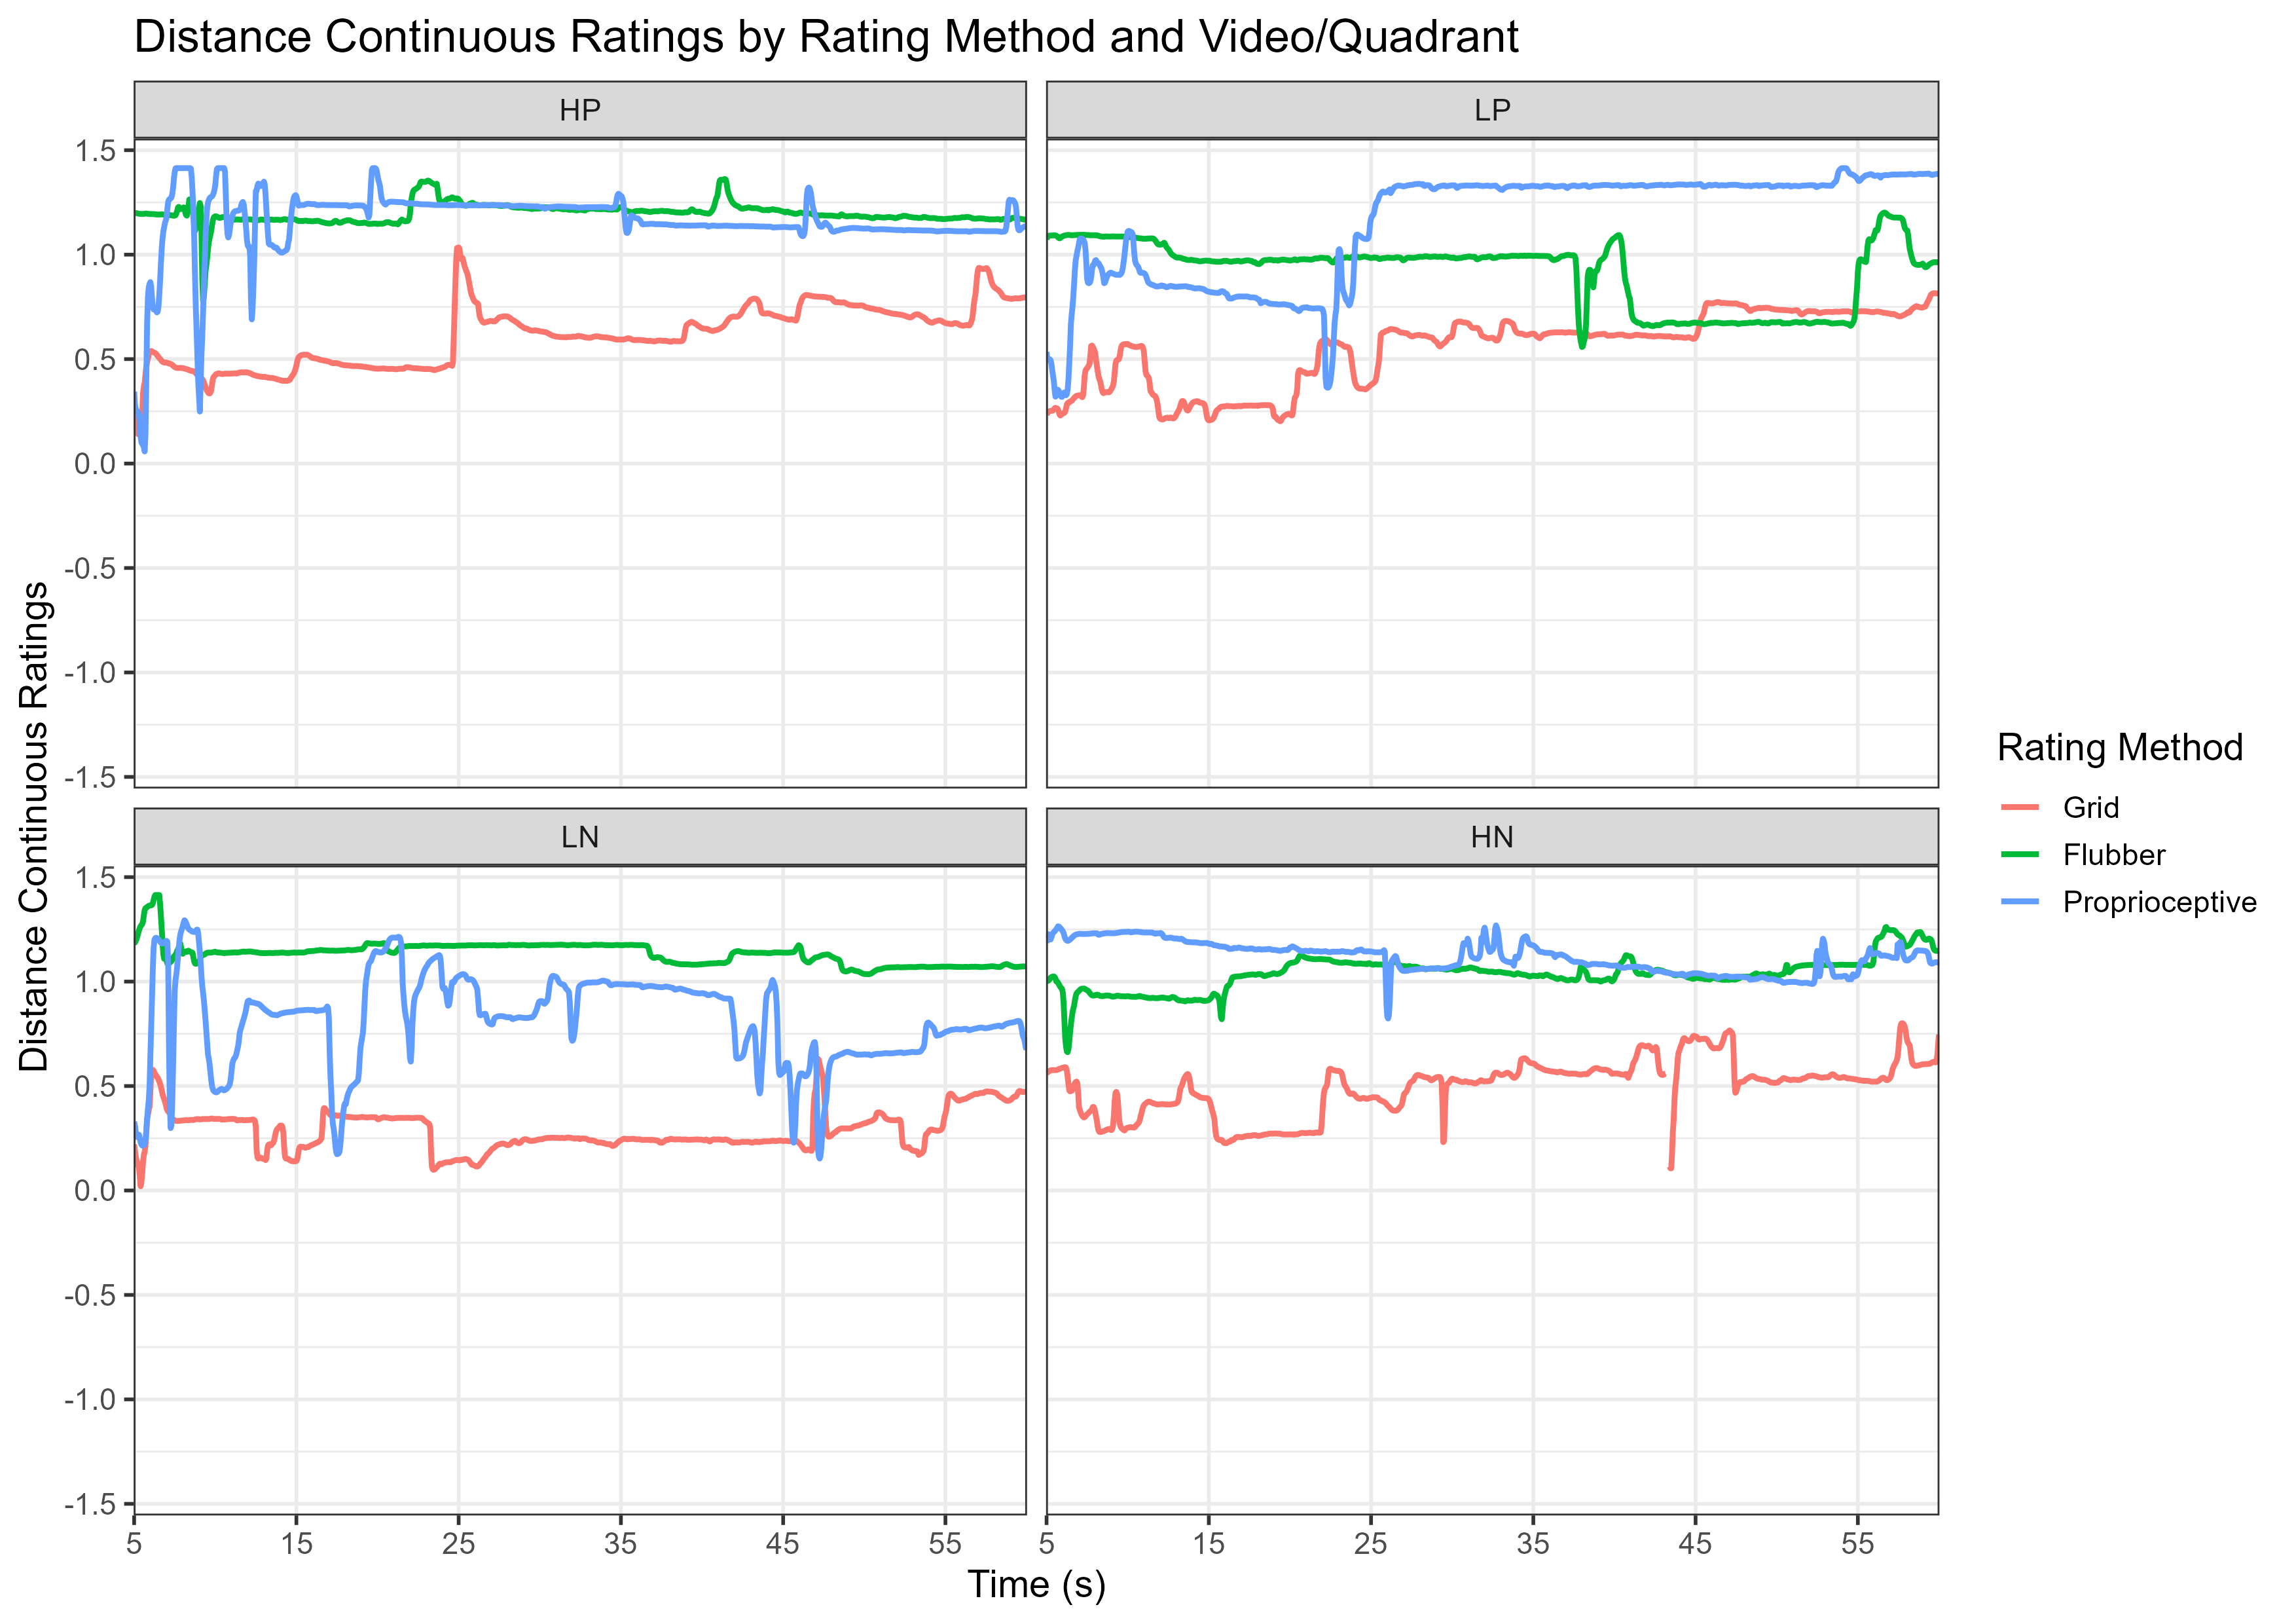 Distance Continuous Ratings by Rating Method and Video/Quadrant
HP
LP
1.5
1.0
0.5
0.0
-0.5
-1.0
-1.5
LN
HN
1.5
1.0
0.5
0.0
-0.5
-1.0
-1.5
5 15 25 35 45 55
5 15 25 35 45 55
Time (s)
Distance Continuous Ratings
Rating Method
Grid
Flubber
Proprioceptive